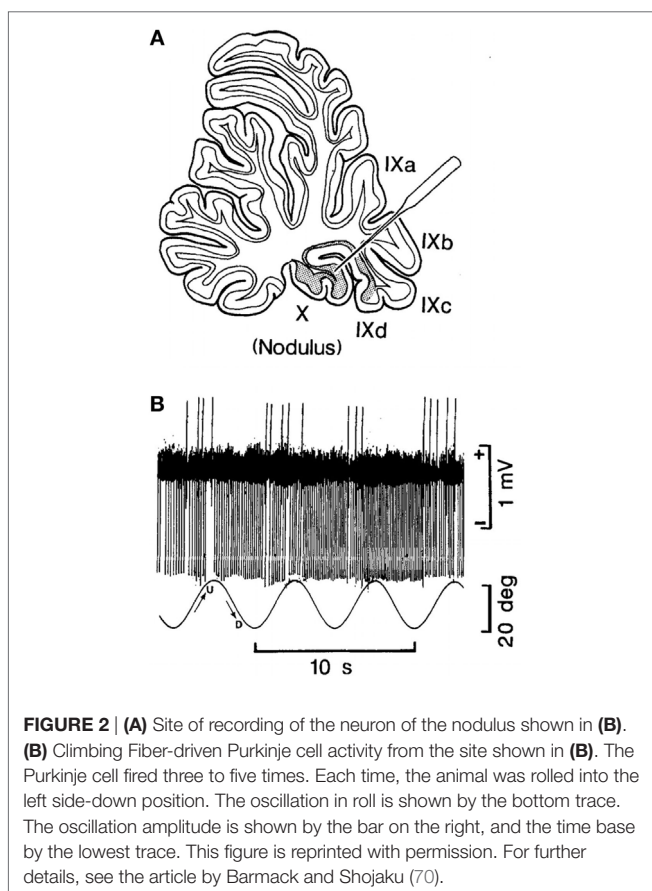 A
IXa
IXb
IXc
X
IXd
(Nodulus)
B
+
-
1 mV
U
D
20 deg
10 s
FIGURE 2 | (A) Site of recording of the neuron of the nodulus shown in (B).
(B) Climbing Fiber-driven Purkinje cell activity from the site shown in (B). The
Purkinje cell fired three to five times. Each time, the animal was rolled into the
left side-down position. The oscillation in roll is shown by the bottom trace.
The oscillation amplitude is shown by the bar on the right, and the time base
by the lowest trace. This figure is reprinted with permission. For further
details, see the article by Barmack and Shojaku (70).